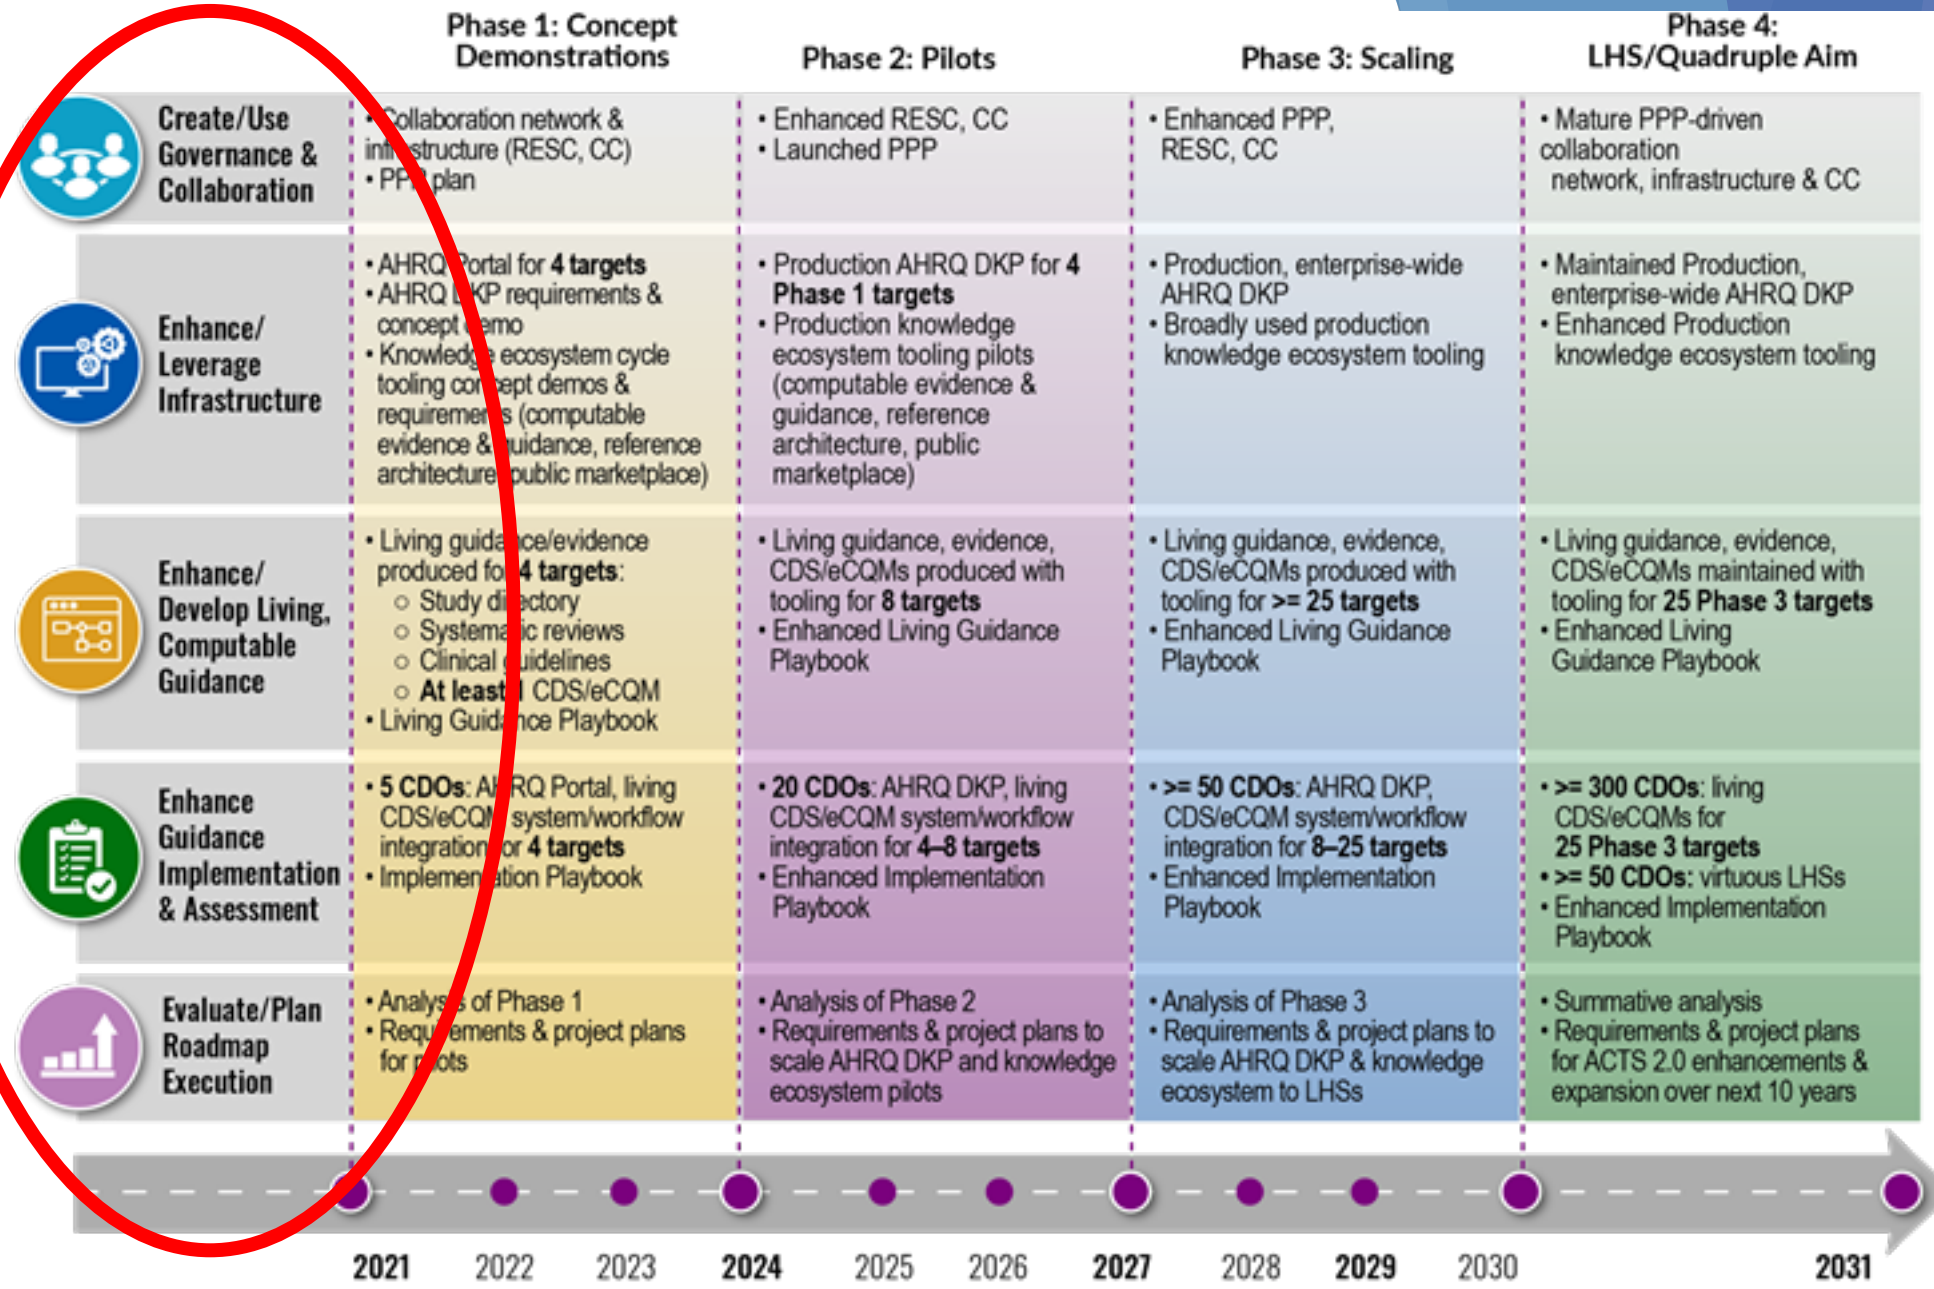 Phase 1: Concept
Demonstrations
Phase 2: Pilots
Phase 3: Scaling
Phase 4:
LHS/Quadruple Aim
Create/Use
Governance &
Collaboration
• Collaboration network &
infrastructure (RESC, CC)
• PPP plan
• Enhanced RESC, CC
• Launched PPP
• Enhanced PPP,
RESC, CC
• Mature PPP-driven
collaboration
network, infrastructure & CC
Enhance/
Leverage
Infrastructure
• AHRQ Portal for 4 targets
• AHRQ DKP requirements &
concept demo
• Knowledge ecosystem cycle
tooling concept demos &
requirements (computable
evidence & guidance, reference
architecture, public marketplace)
• Production AHRQ DKP for 4
Phase 1 targets
• Production knowledge
ecosystem tooling pilots
(computable evidence &
guidance, reference
architecture, public
marketplace)
• Production, enterprise-wide
AHRQ DKP
• Broadly used production
knowledge ecosystem tooling
• Maintained Production,
enterprise-wide AHRQ DKP
• Enhanced Production
knowledge ecosystem tooling
Enhance/
Develop Living,
Computable
Guidance
• Living guidance/evidence
produced for 4 targets:
○ Study directory
○ Systematic reviews
○ Clinical guidelines
○ At least 1 CDS/eCQM
• Living Guidance Playbook
• Living guidance, evidence,
CDS/eCQMs produced with
tooling for 8 targets
• Enhanced Living Guidance
Playbook
• Living guidance, evidence,
CDS/eCQMs produced with
tooling for >= 25 targets
• Enhanced Living Guidance
Playbook
• Living guidance, evidence,
CDS/eCQMs maintained with
tooling for 25 Phase 3 targets
• Enhanced Living
Guidance Playbook
Enhance
Guidance
Implementation
& Assessment
• 5 CDOs: AHRQ Portal, living
CDS/eCQM system/workflow
integration for 4 targets
• Implementation Playbook
• 20 CDOs: AHRQ DKP, living
CDS/eCQM system/workflow
integration for 4–8 targets
• Enhanced Implementation
Playbook
• >= 50 CDOs: AHRQ DKP,
CDS/eCQM system/workflow
integration for 8–25 targets
• Enhanced Implementation
Playbook
• >= 300 CDOs: living
CDS/eCQMs for
25 Phase 3 targets
• >= 50 CDOs: virtuous LHSs
• Enhanced Implementation
Playbook
Evaluate/Plan
Roadmap
Execution
• Analysis of Phase 1
• Requirements & project plans
for pilots
• Analysis of Phase 2
• Requirements & project plans to
scale AHRQ DKP and knowledge
ecosystem pilots
• Analysis of Phase 3
• Requirements & project plans to
scale AHRQ DKP & knowledge
ecosystem to LHSs
• Summative analysis
• Requirements & project plans
for ACTS 2.0 enhancements &
expansion over next 10 years
2021 2022 2023 2024 2025 2026 2027 2028 2029 2030 2031